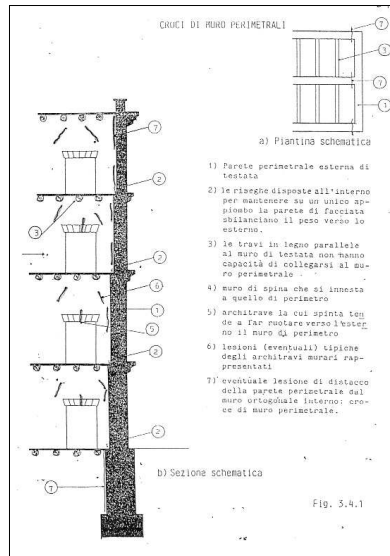 CROCI DI MURO PERIMETRALI
7
3
7
1
a) Piantina schematica
7
2
3
2
6
1
5
2
2
7
1) Parete perimetrale esterna di
testata
2) le riseghe disposte all'interno
per mantenere su un unico ap-
piombo la parete di facciata
sbilanciano il peso verso lo
esterno.
3) le travi in legno parallele
al muro di testata non hanno
capacità di collegarsi al mu-
ro perimetrale
4) muro di spina che si innesta
a quello di perimetro
5) architrave la cui spinta ten
de a far ruotare verso l'ester
no il muro di perimetro
6) lesioni (eventuali) tipiche
degli architravi murari rap-
presentati
7) eventuale lesione di distacco
della parete perimetrale dal
muro ortogonale interno: cro-
ce di muro perimetrale.
b) Sezione schematica
Fig. 3.4.1